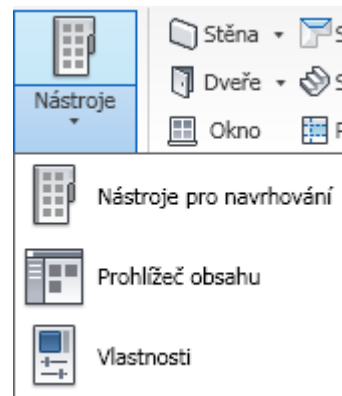 Nástroje
Stěna
Dveře
Okno
Nástroje pro navrhování
Prohlížeč obsahu
Vlastnosti